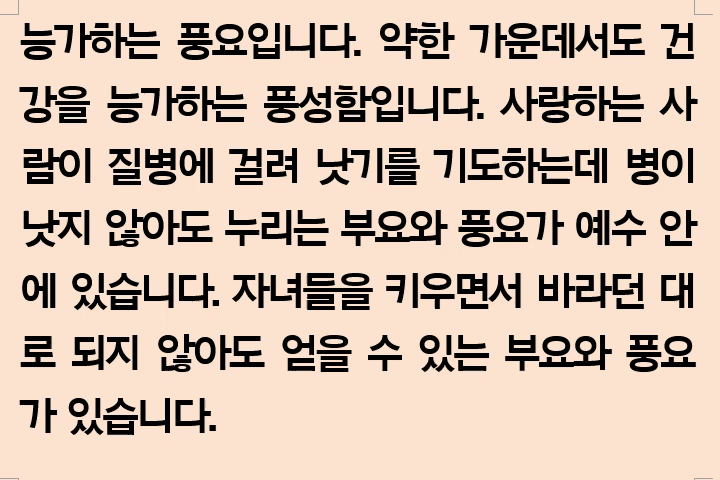 능가하는 풍요입니다. 약한 가운데서도 건
강을 능가하는 풍성함입니다. 사랑하는 사
람이 질병에 걸려 낫기를 기도하는데 병이
낫지 않아도 누리는 부요와 풍요가 예수 안
에 있습니다. 자녀들을 키우면서 바라던 대
로 되지 않아도 얻을 수 있는 부요와 풍요
가 있습니다.